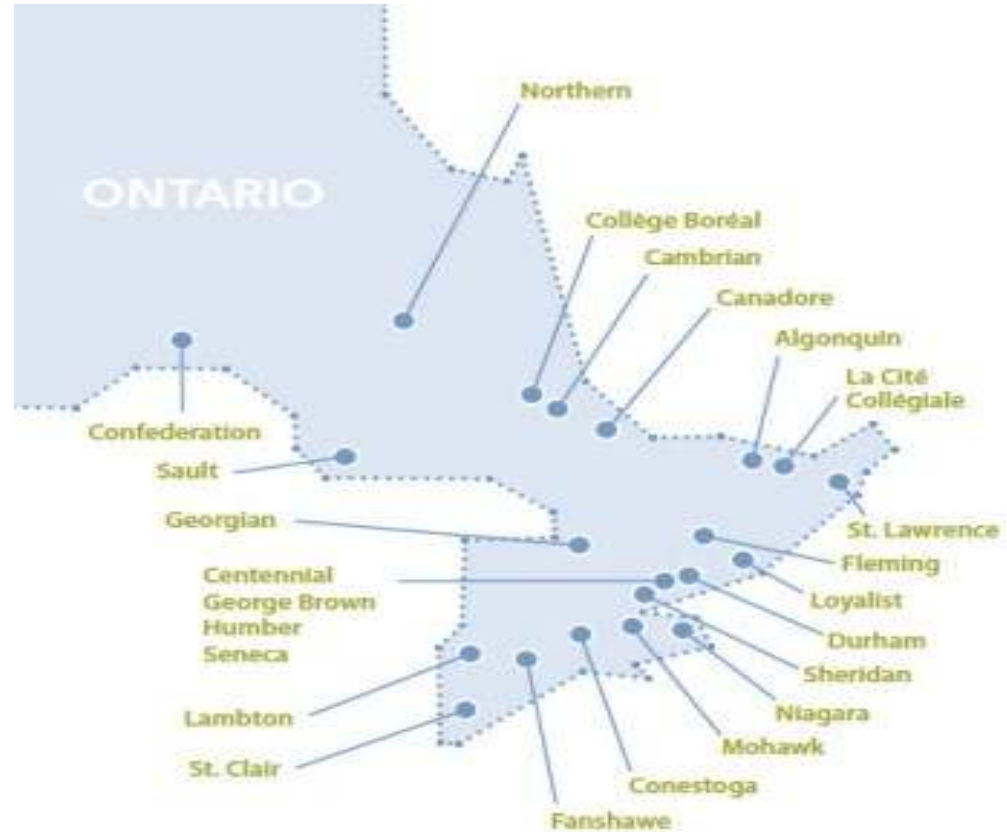 Northern
ONTARIO
Collège Boréal
Cambrian
Canadore
Algonquin
La Cité
Collégiale
Confederation
Sault
Georgian
St. Lawrence
Fleming
Centennial
George Brown
Humber
Seneca
Loyalist
Durham
Sheridan
Lambton
Niagara
Mohawk
St. Clair
Conestoga
Fanshawe